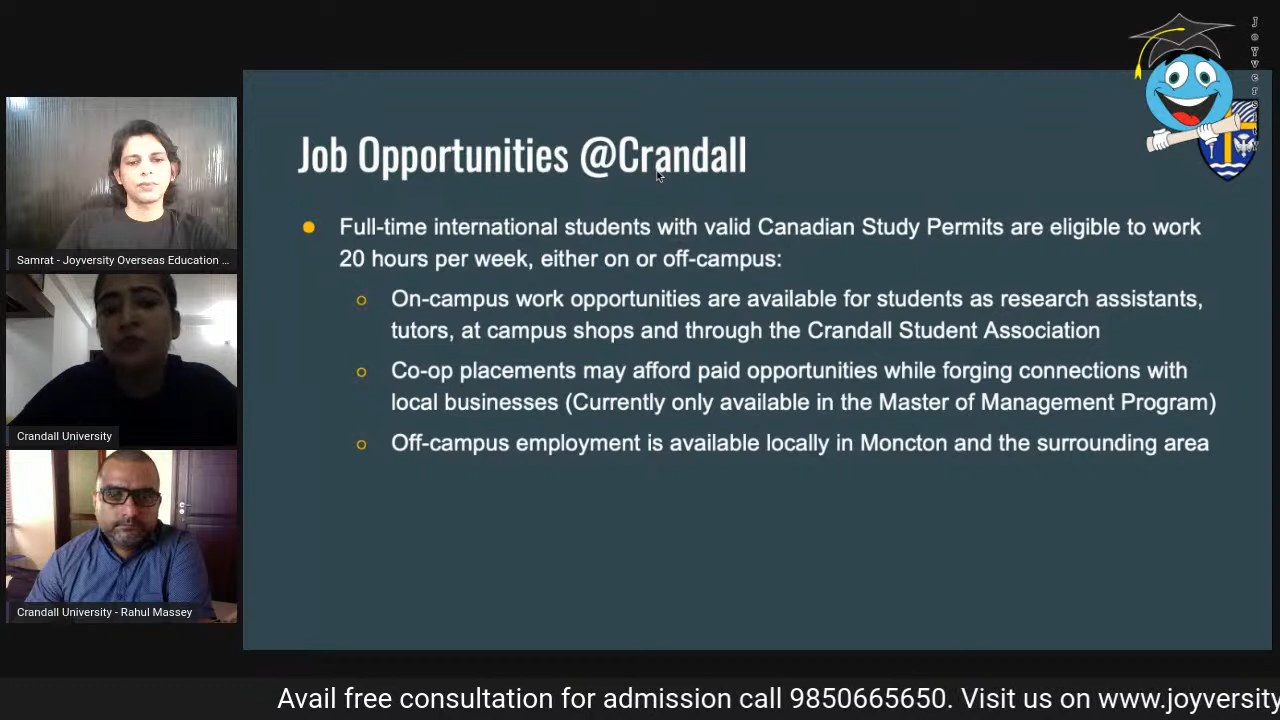 Joyversity
Job Opportunities @Crandall
Full-time international students with valid Canadian Study Permits are eligible to work
20 hours per week, either on or off-campus:
On-campus work opportunities are available for students as research assistants,
tutors, at campus shops and through the Crandall Student Association
Co-op placements may afford paid opportunities while forging connections with
local businesses (Currently only available in the Master of Management Program)
Off-campus employment is available locally in Moncton and the surrounding area
Samrat - Joyversity Overseas Education ...
Crandall University
Crandall University - Rahul Massey
Avail free consultation for admission call 9850665650. Visit us on www.joyversity